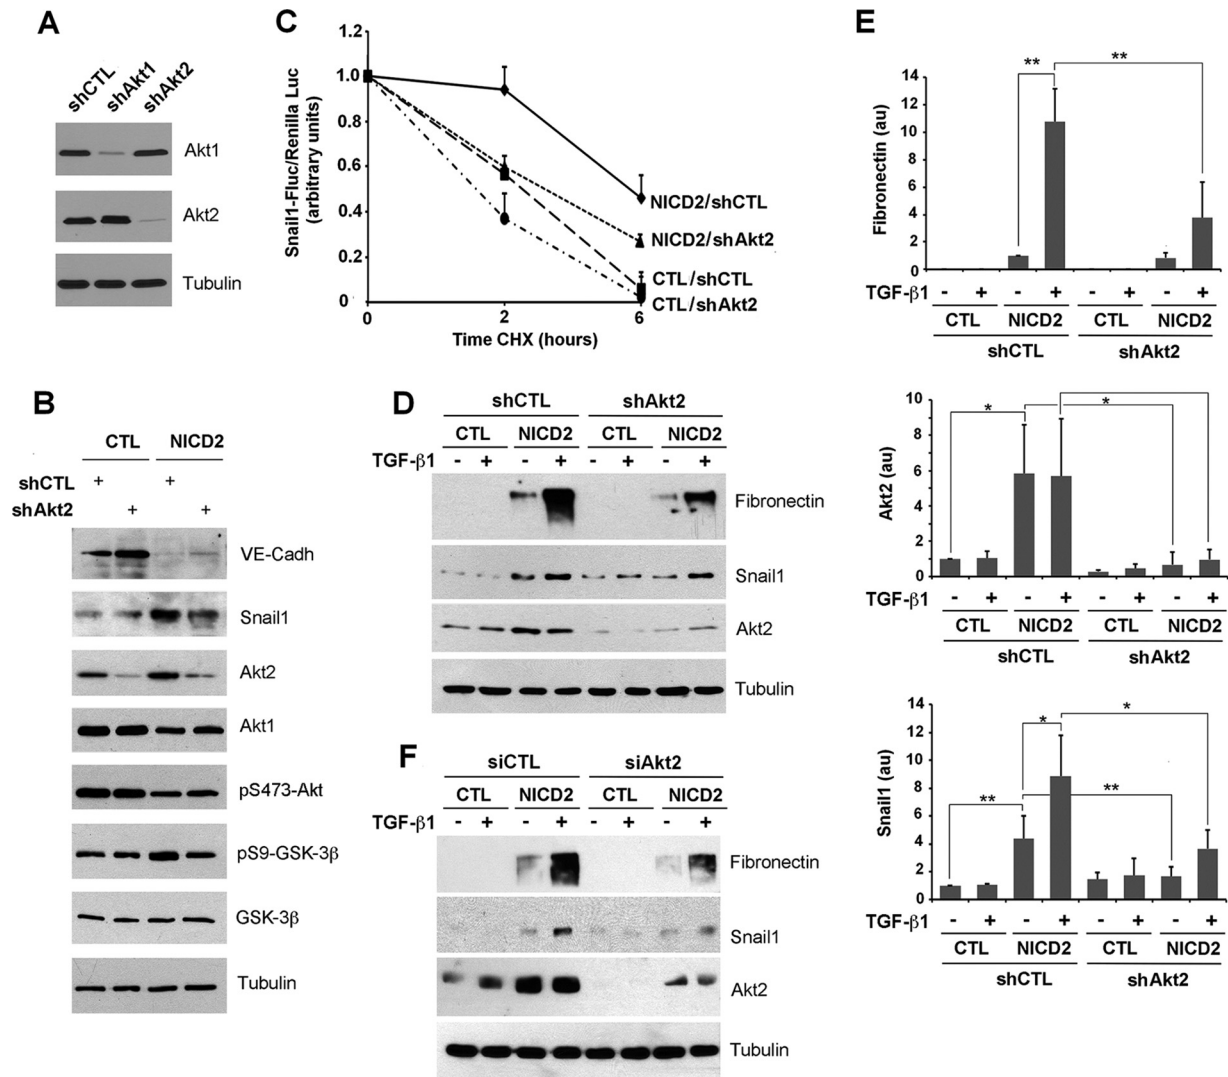 A
shCTL shAkt1 shAkt2
Akt1
Akt2
Tubulin
B
CTL NICD2
shCTL + +
shAkt2 + +
VE-Cadh
Snail1
Akt2
Akt1
pS473-Akt
pS9-GSK-3β
GSK-3β
Tubulin
C
Snail1-Fluc/Renilla Luc
(arbitrary units)
1.2
1.0
0.8
0.6
0.4
0.2
0
NICD2/shCTL
NICD2/shAkt2
CTL/shCTL
CTL/shAkt2
0 2 6
Time CHX (hours)
D
shCTL shAkt2
CTL NICD2 CTL NICD2
TGF-β1 - + - + - + - +
Fibronectin
Snail1
Akt2
Tubulin
F
siCTL siAkt2
CTL NICD2 CTL NICD2
TGF-β1 - + - + - + - +
Fibronectin
Snail1
Akt2
Tubulin
E
Fibronectin (au)
14
12
10
8
6
4
2
0
** **
TGF-β1 - + - + - + - +
CTL NICD2 CTL NICD2
shCTL shAkt2
Akt2 (au)
10
8
6
4
2
0
* * *
TGF-β1 - + - + - + - +
CTL NICD2 CTL NICD2
shCTL shAkt2
Snail1 (au)
14
12
10
8
6
4
2
0
* *
** **
TGF-β1 - + - + - + - +
CTL NICD2 CTL NICD2
shCTL shAkt2